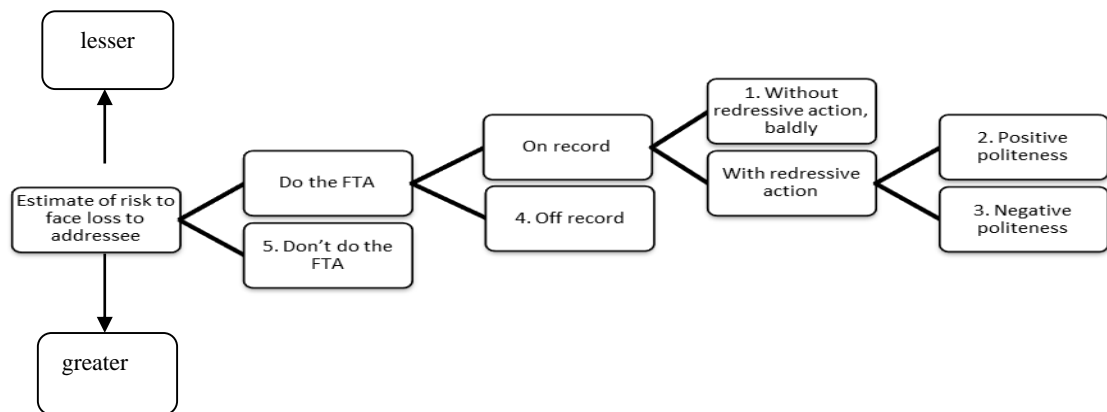 lesser
Estimate of risk to
face loss to
addressee
greater
Do the FTA
5. Don't do the
FTA
On record
4. Off record
1. Without
redressive action,
baldly
With redressive
action
2. Positive
politeness
3. Negative
politeness